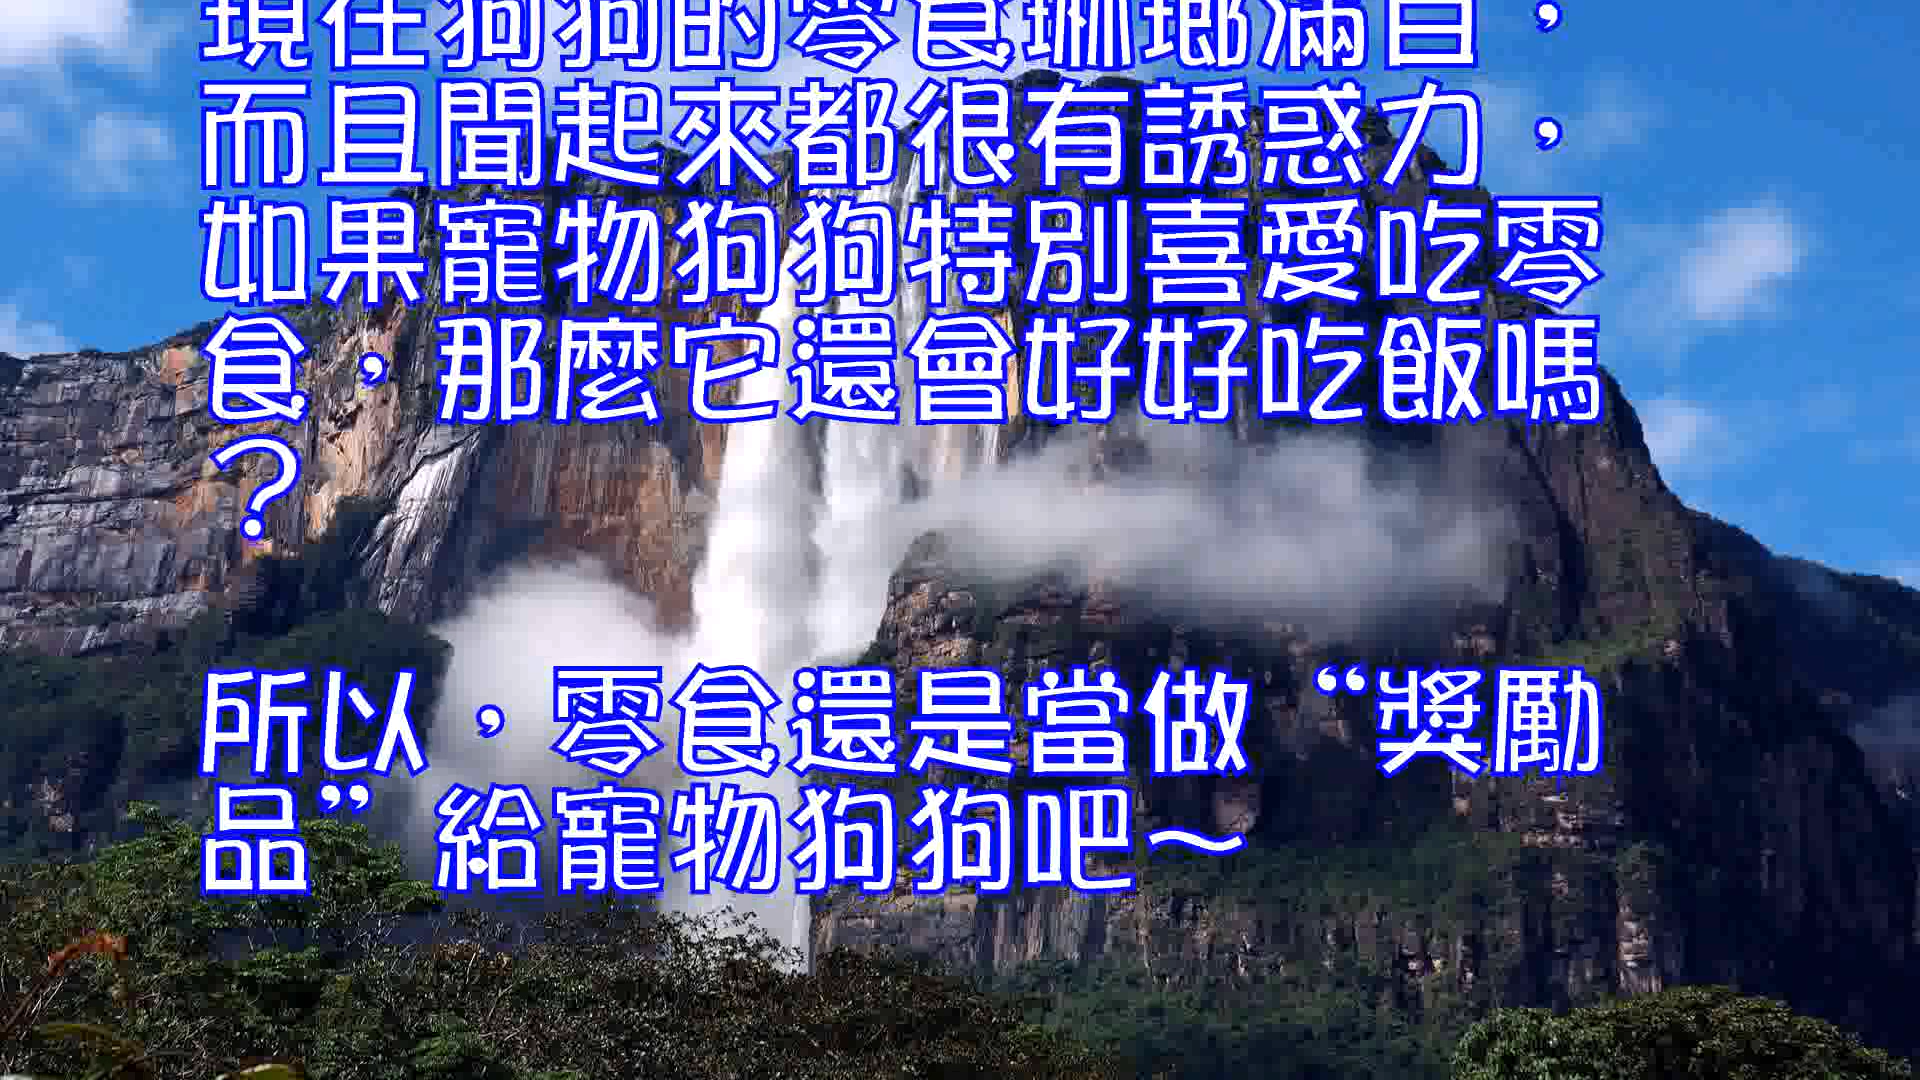 現在狗狗的零食琳瑯滿目，
而且聞起來都很有誘惑力，
如果寵物狗狗特別喜愛吃零
食，那麼它還會好好吃飯嗎
？
所以，零食還是當做“獎勵
品”給寵物狗狗吧～